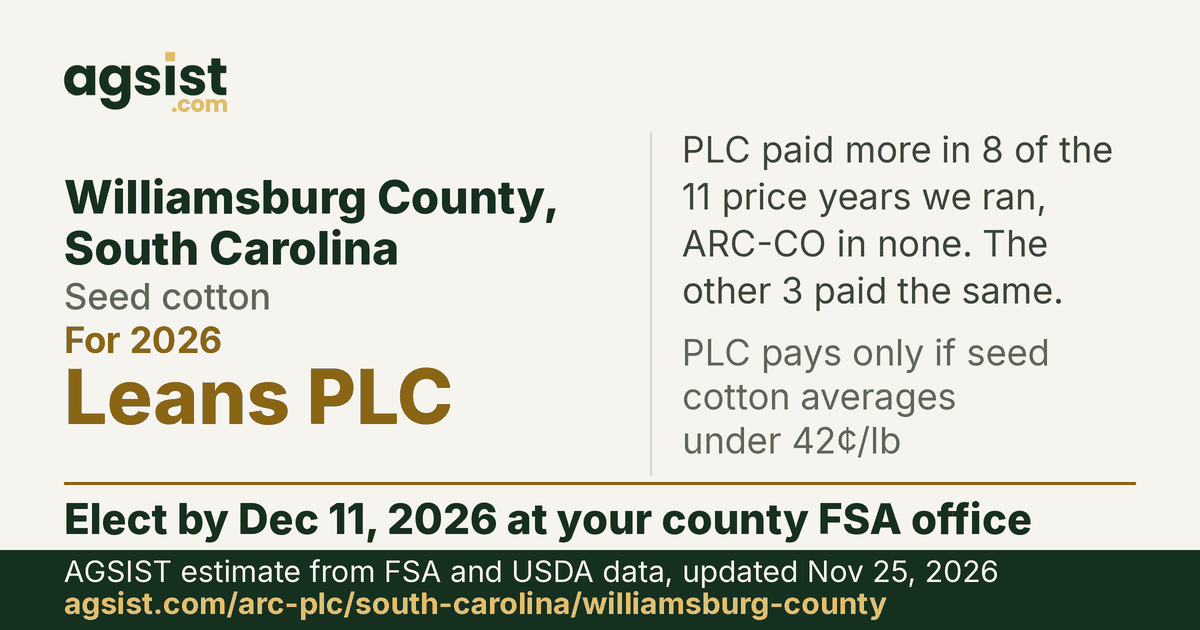 agsist
.com
Williamsburg County,
South Carolina
Seed cotton
For 2026
Leans PLC
PLC paid more in 8 of the
11 price years we ran,
ARC-CO in none. The
other 3 paid the same.
PLC pays only if seed
cotton averages
under 42¢/lb
Elect by Dec 11, 2026 at your county FSA office
AGSIST estimate from FSA and USDA data, updated Nov 25, 2026
agsist.com/arc-plc/south-carolina/williamsburg-county